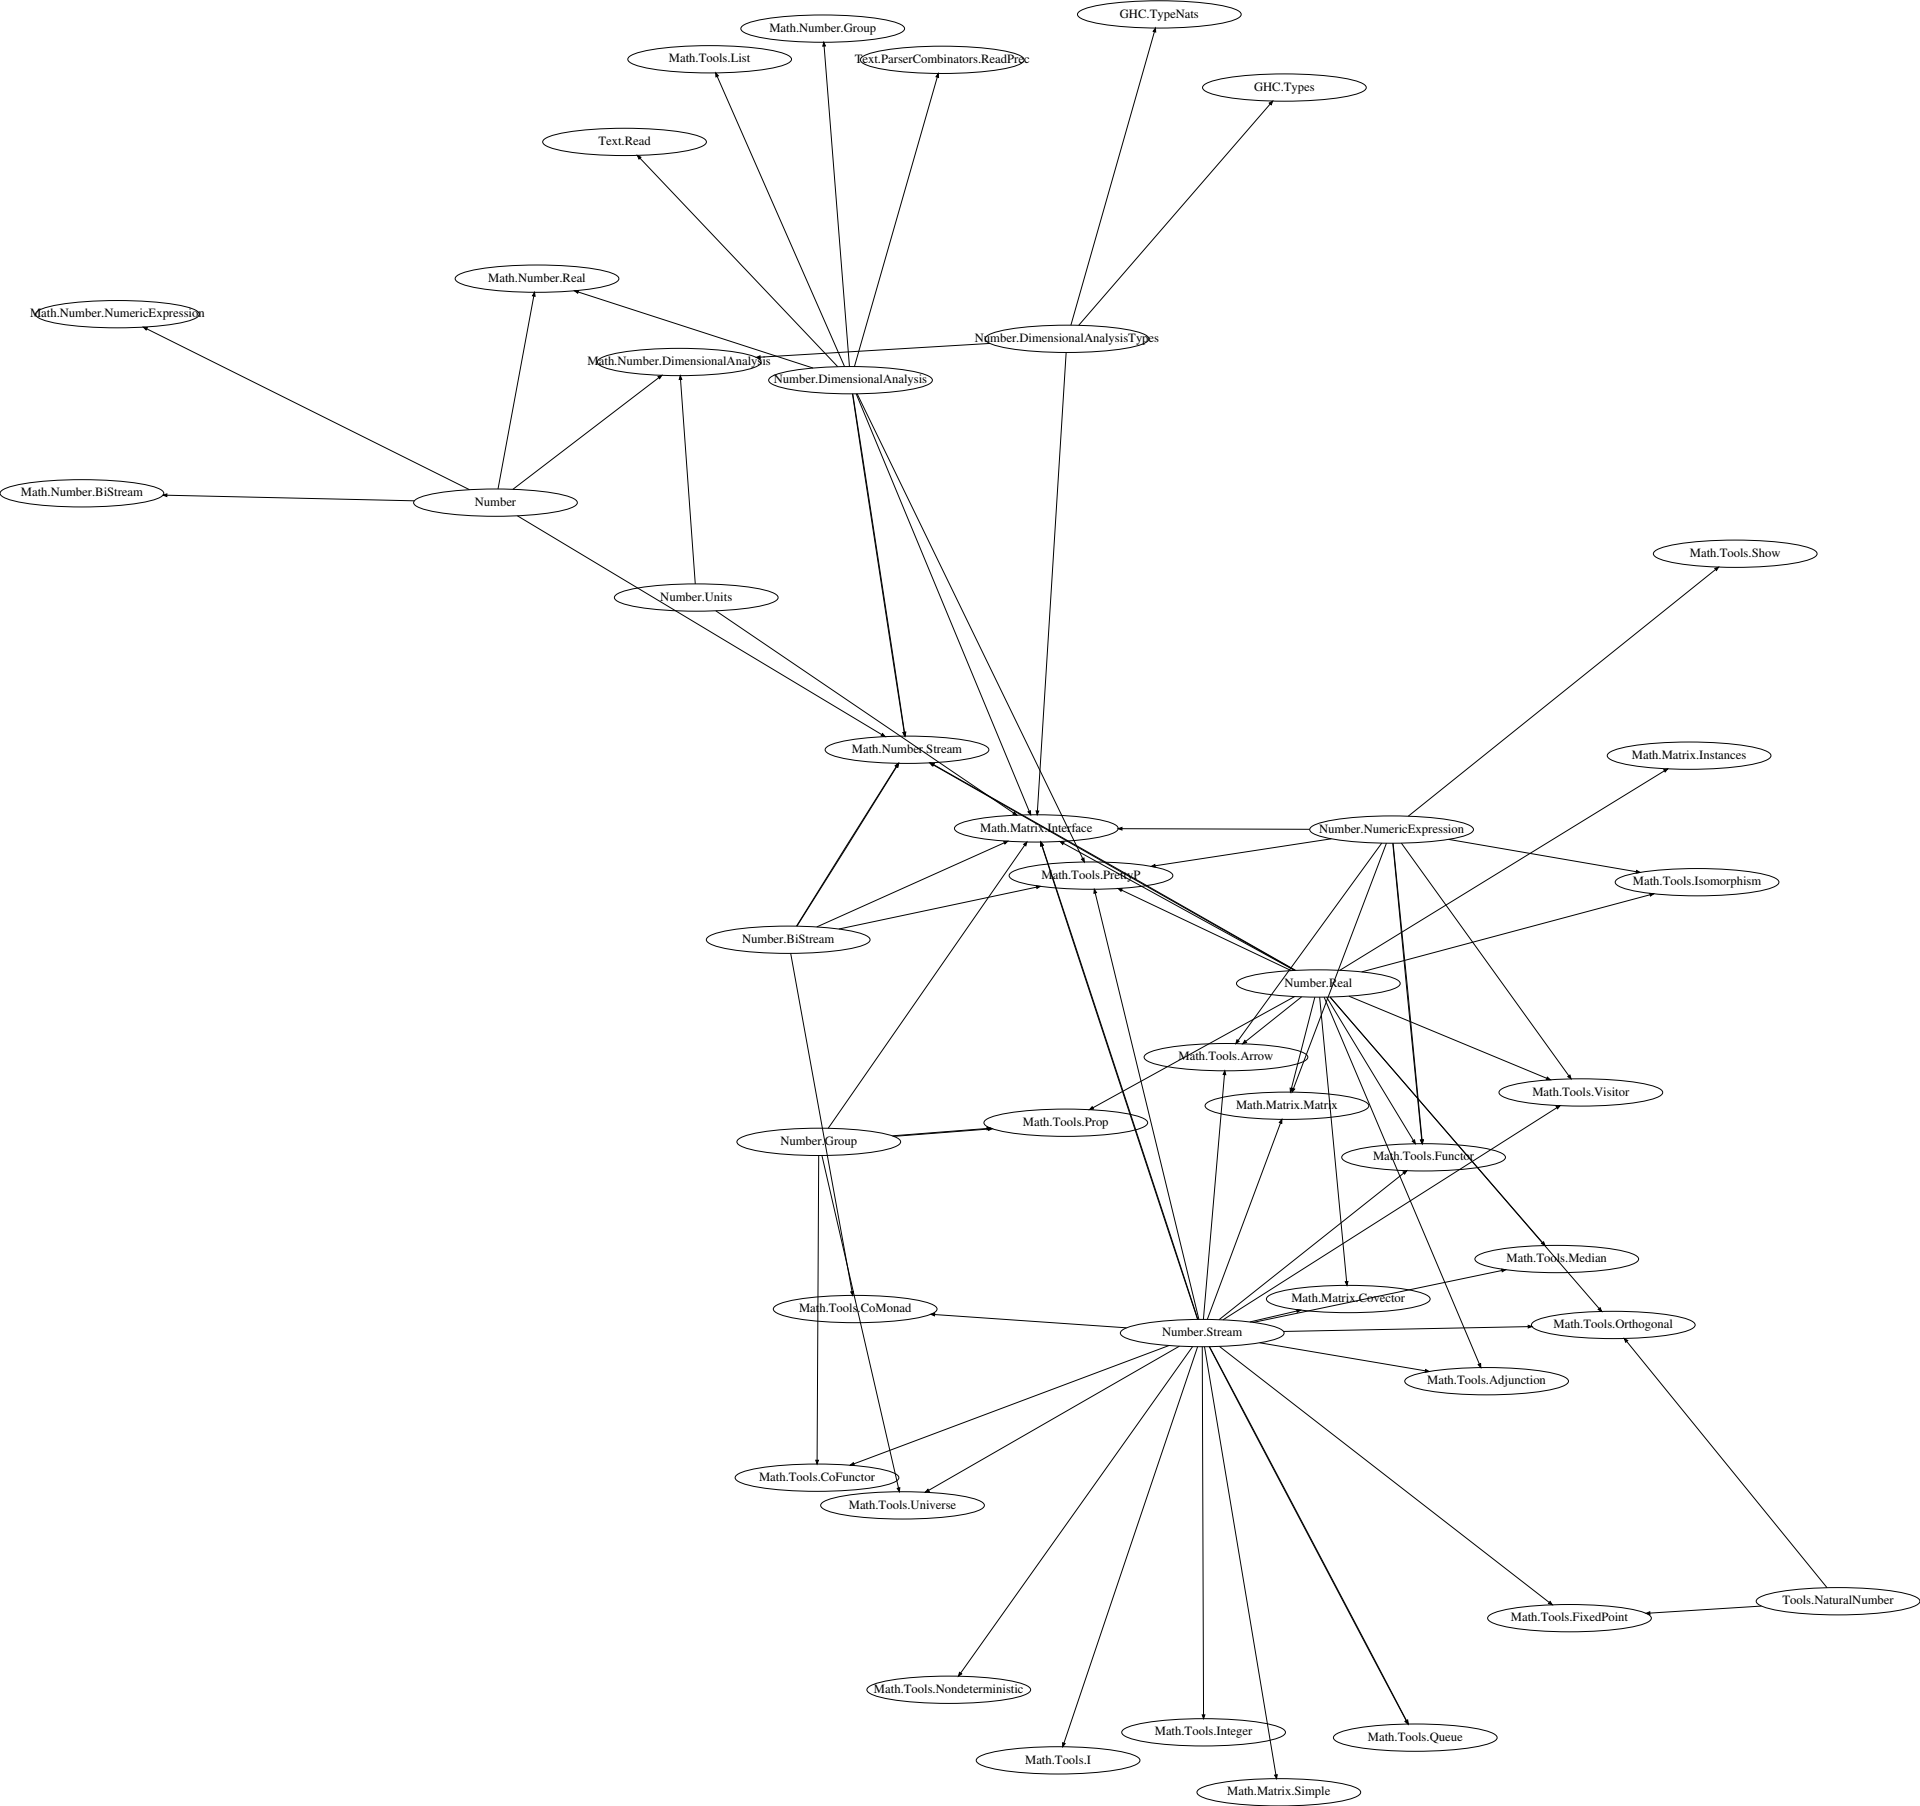 GHC.TypeNats
Math.Number.Group
Math.Tools.List
Text.ParserCombinators.ReadPrec
GHC.Types
Text.Read
Math.Number.Real
Math.Number.NumericExpression
Number.DimensionalAnalysisTypes
Math.Number.DimensionalAnalysis
Number.DimensionalAnalysis
Math.Number.BiStream
Number
Math.Tools.Show
Number.Units
Math.Number.Stream
Math.Matrix.Instances
Math.Matrix.Interface
Number.NumericExpression
Math.Tools.PrettyP
Math.Tools.Isomorphism
Number.BiStream
Number.Real
Math.Tools.Arrow
Math.Tools.Visitor
Math.Matrix.Matrix
Math.Tools.Prop
Number.Group
Math.Tools.Functor
Math.Tools.Median
Math.Matrix.Covector
Math.Tools.CoMonad
Math.Tools.Orthogonal
Number.Stream
Math.Tools.Adjunction
Math.Tools.CoFunctor
Math.Tools.Universe
Tools.NaturalNumber
Math.Tools.FixedPoint
Math.Tools.Nondeterministic
Math.Tools.Integer
Math.Tools.Queue
Math.Tools.I
Math.Matrix.Simple